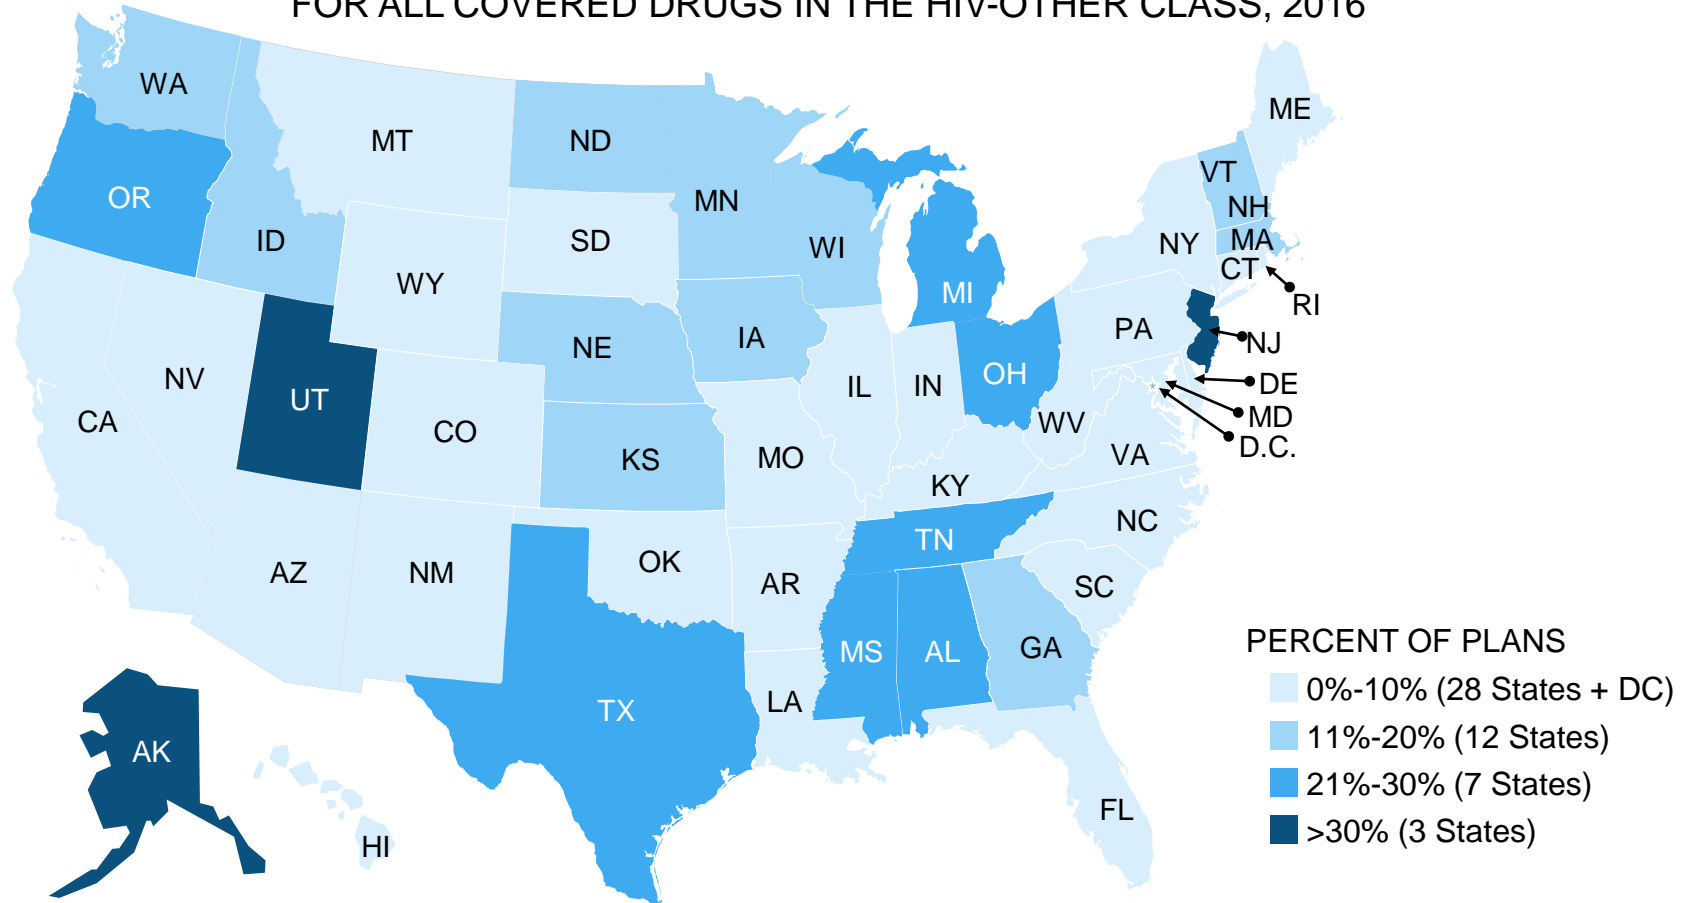 FOR ALL COVERED DRUGS IN THE HIV-OTHER CLASS, 2016
WA
MT
ND
MN
ME
VT
NH
OR
ID
SD
WI
NY
MA
CT
RI
WY
MI
PA
NJ
NE
IA
OH
DE
NV
UT
IL
IN
MD
CA
CO
WV
D.C.
KS
MO
VA
KY
NC
AZ
NM
OK
TN
AR
SC
MS
AL
GA
LA
TX
AK
HI
FL
PERCENT OF PLANS
0%-10% (28 States + DC)
11%-20% (12 States)
21%-30% (7 States)
>30% (3 States)